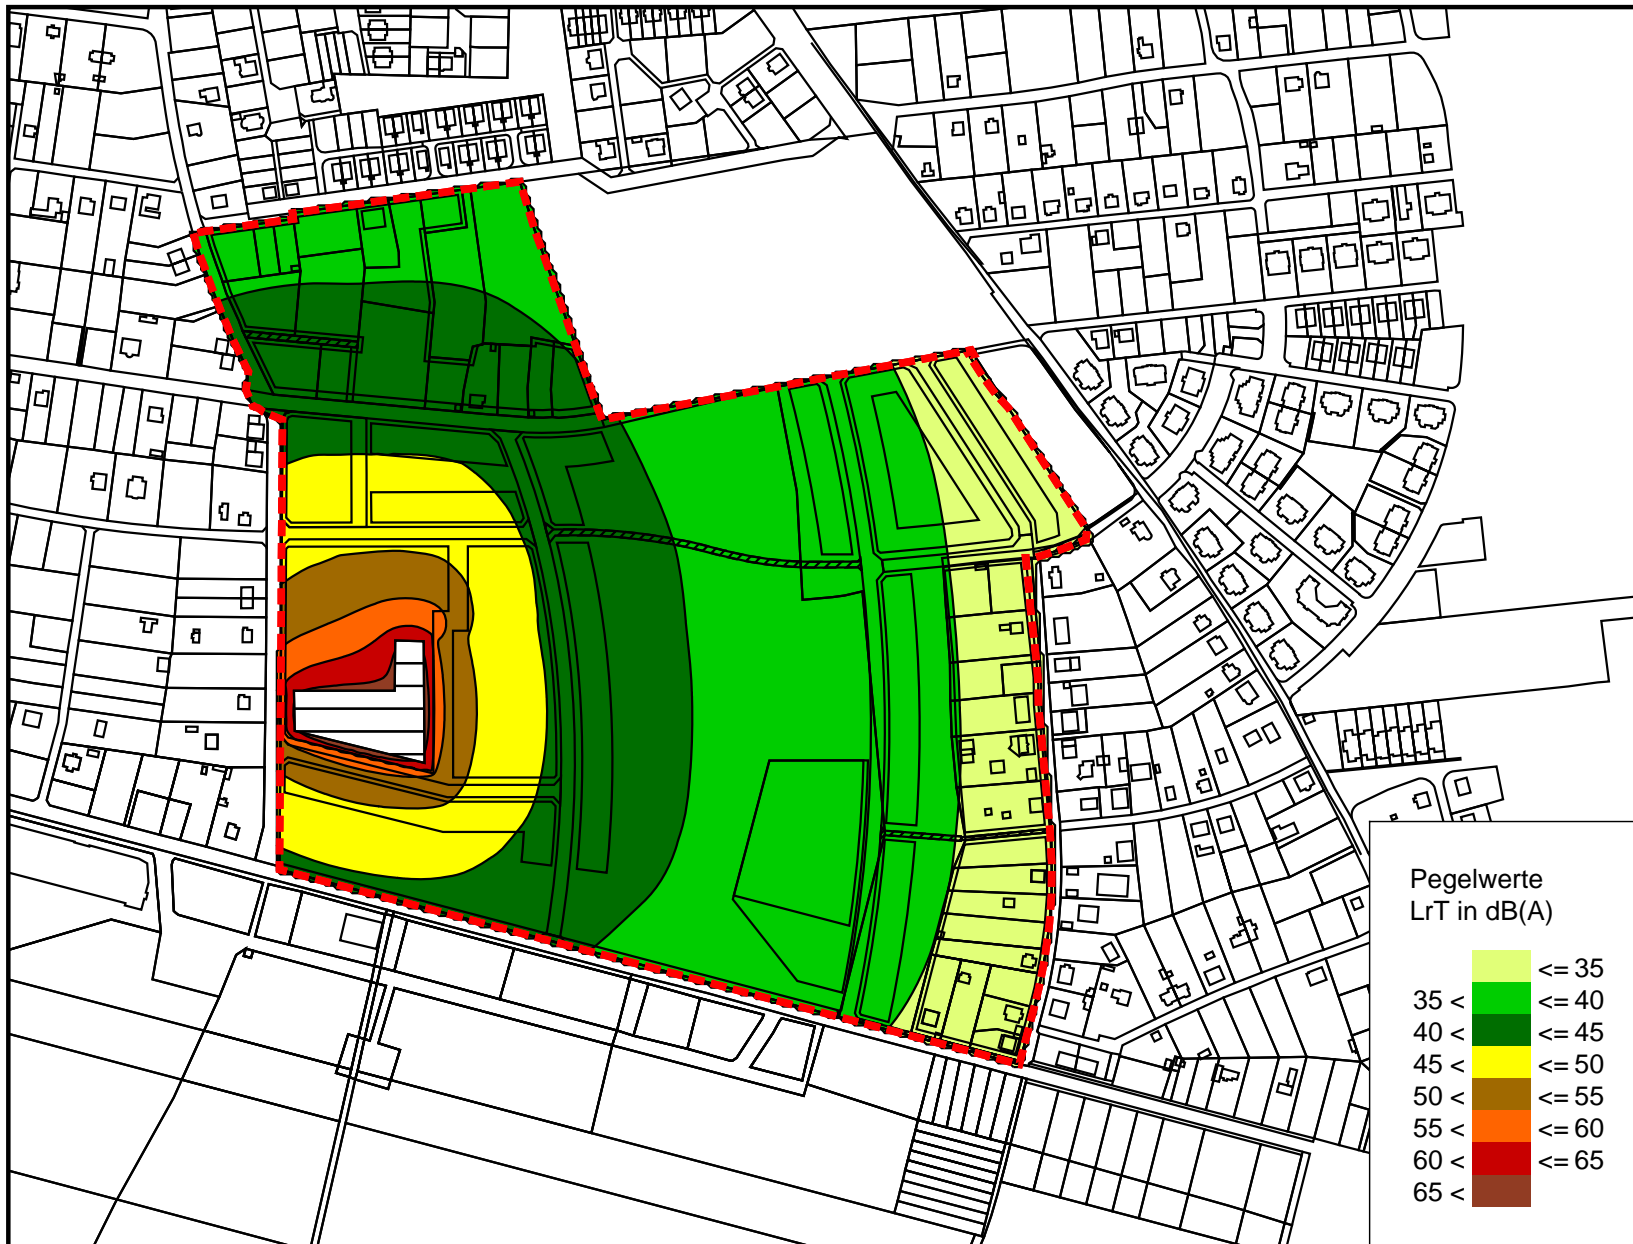 Pegelwerte
LrT in dB(A)
<= 35
35 < <= 40
40 < <= 45
45 < <= 50
50 < <= 55
55 < <= 60
60 < <= 65
65 <